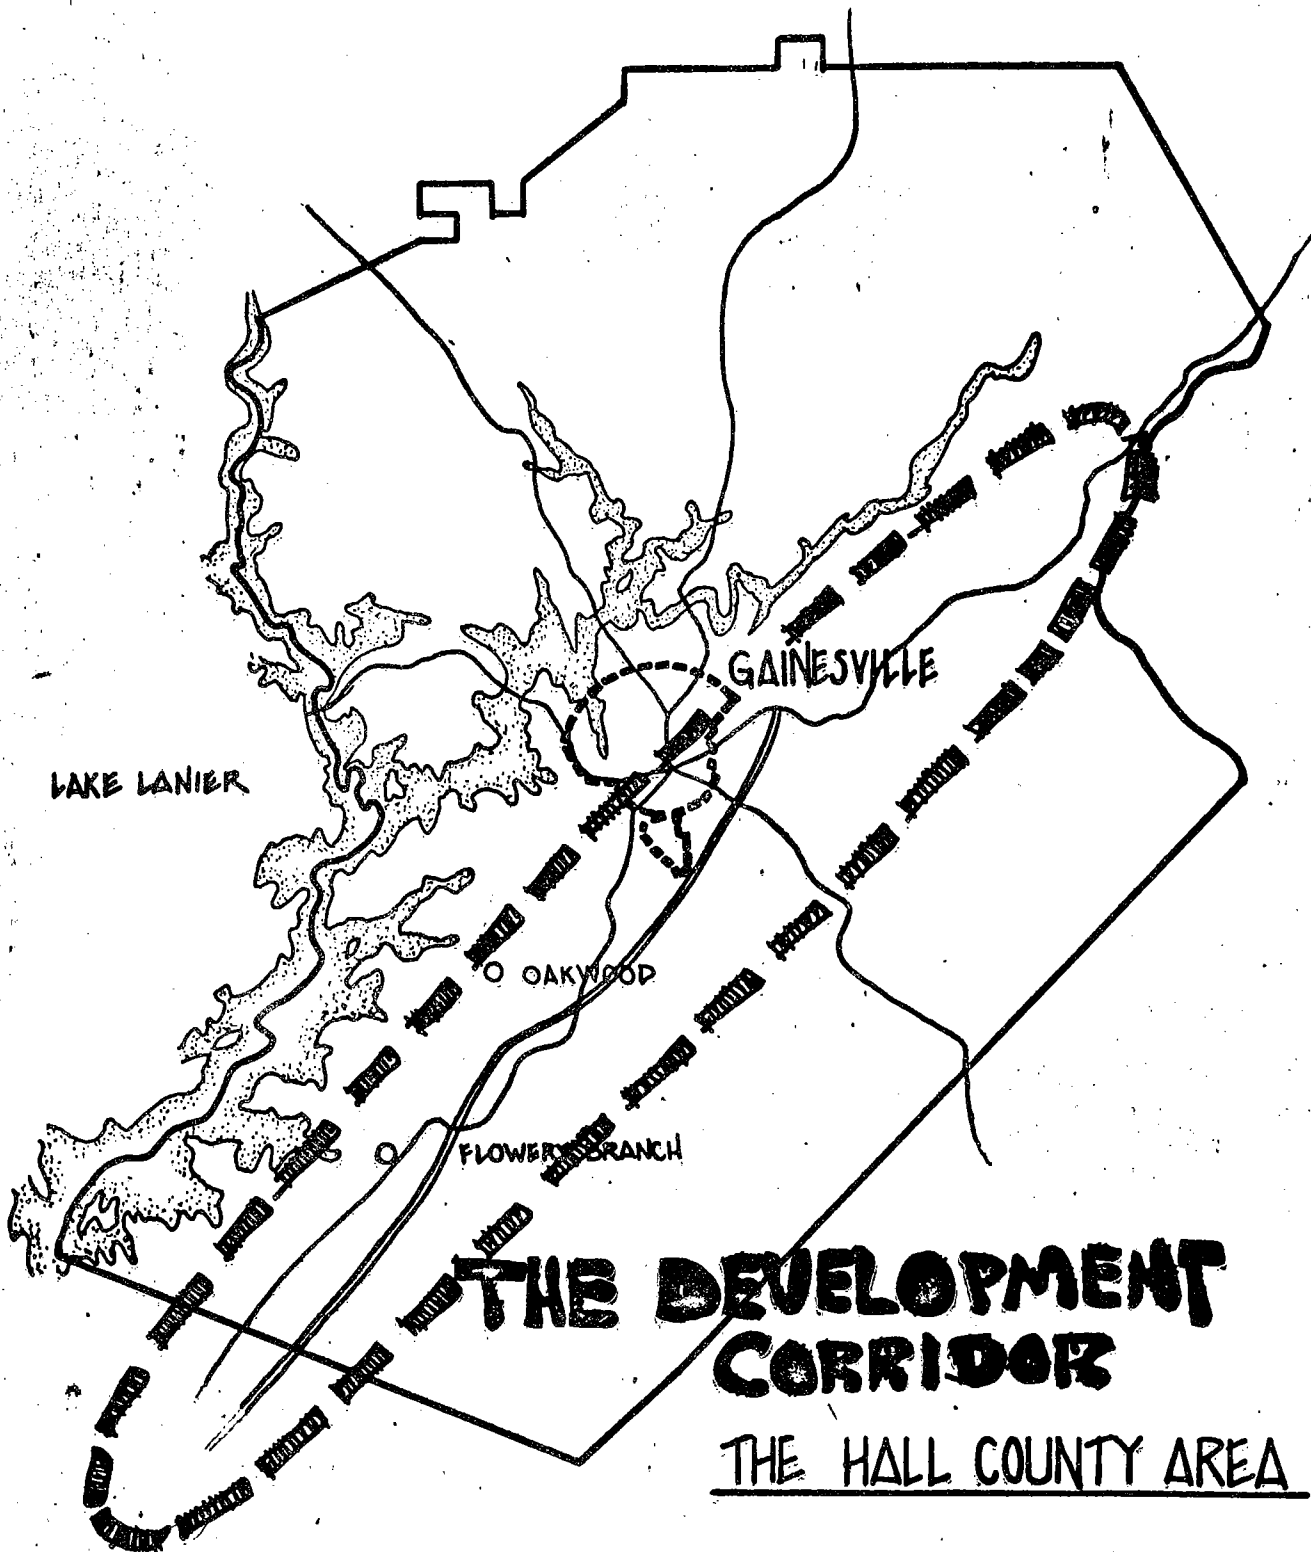 GAINESVILLE
LAKE LANIER
OAKWOOD
FLOWERY BRANCH
THE DEVELOPMENT
CORRIDOR
THE HALL COUNTY AREA